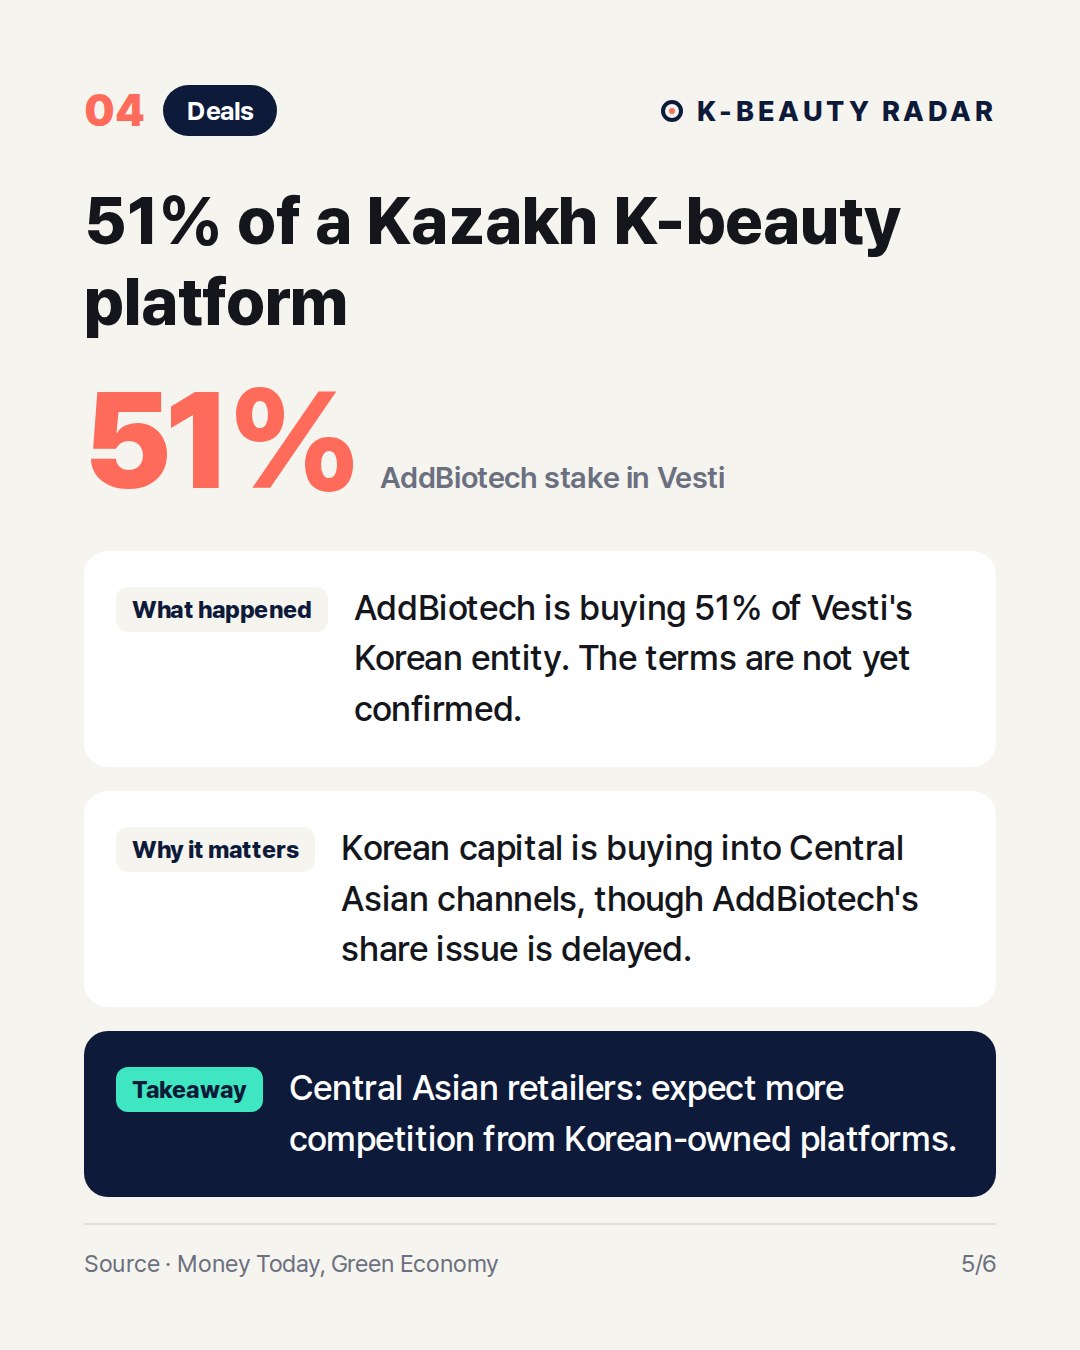 04 Deals
K-BEAUTY RADAR
51% of a Kazakh K-beauty
platform
51% AddBiotech stake in Vesti
What happened
AddBiotech is buying 51% of Vesti's
Korean entity. The terms are not yet
confirmed.
Why it matters
Korean capital is buying into Central
Asian channels, though AddBiotech's
share issue is delayed.
Takeaway
Central Asian retailers: expect more
competition from Korean-owned platforms.
Source · Money Today, Green Economy
5/6